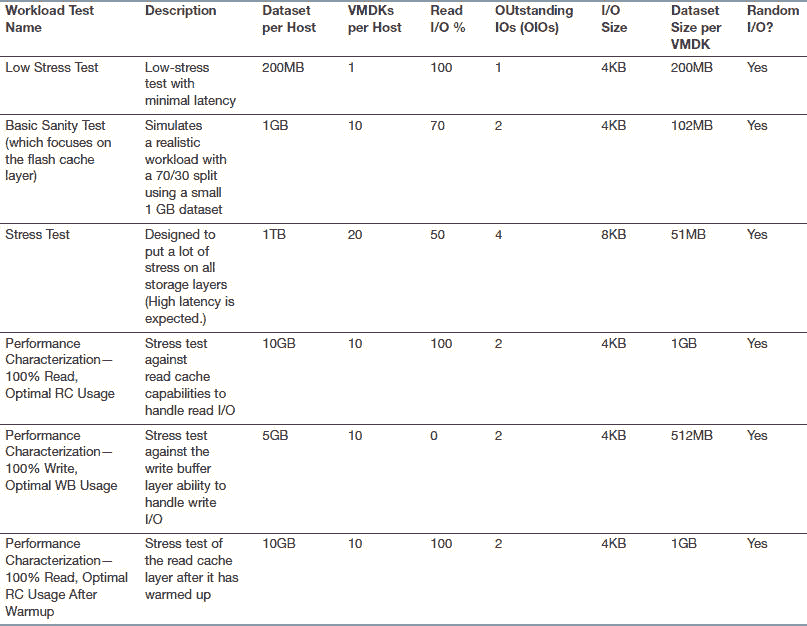 Workload Test Name | Description | Dataset per Host | VMDKs per Host | Read I/O % | OUtstanding IOs (OIOs) | I/O Size | Dataset Size per VMDK | Random I/O?
Low Stress Test | Low-stress test with minimal latency | 200MB | 1 | 100 | 1 | 4KB | 200MB | Yes
Basic Sanity Test (which focuses on the flash cache layer) | Simulates a realistic workload with a 70/30 split using a small 1 GB dataset | 1GB | 10 | 70 | 2 | 4KB | 102MB | Yes
Stress Test | Designed to put a lot of stress on all storage layers (High latency is expected.) | 1TB | 20 | 50 | 4 | 8KB | 51MB | Yes
Performance Characterization—100% Read, Optimal RC Usage | Stress test against read cache capabilities to handle read I/O | 10GB | 10 | 100 | 2 | 4KB | 1GB | Yes
Performance Characterization—100% Write, Optimal WB Usage | Stress test against the write buffer layer ability to handle write I/O | 5GB | 10 | 0 | 2 | 4KB | 512MB | Yes
Performance Characterization—100% Read, Optimal RC Usage After Warmup | Stress test of the read cache layer after it has warmed up | 10GB | 10 | 100 | 2 | 4KB | 1GB | Yes